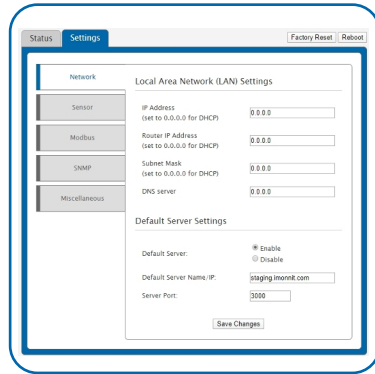 Status Settings Factory Reset Reboot
Network
Sensor
Modbus
SNMP
Miscellaneous
Local Area Network (LAN) Settings
IP Address
(set to 0.0.0.0 for DHCP)
0.0.0.0
Router IP Address
(set to 0.0.0.0 for DHCP)
0.0.0.0
Subnet Mask
(set to 0.0.0.0 for DHCP)
0.0.0.0
DNS server
0.0.0.0
Default Server Settings
Default Server:
Enable
Disable
Default Server Name/IP:
staging.imonnit.com
Server Port:
3000
Save Changes